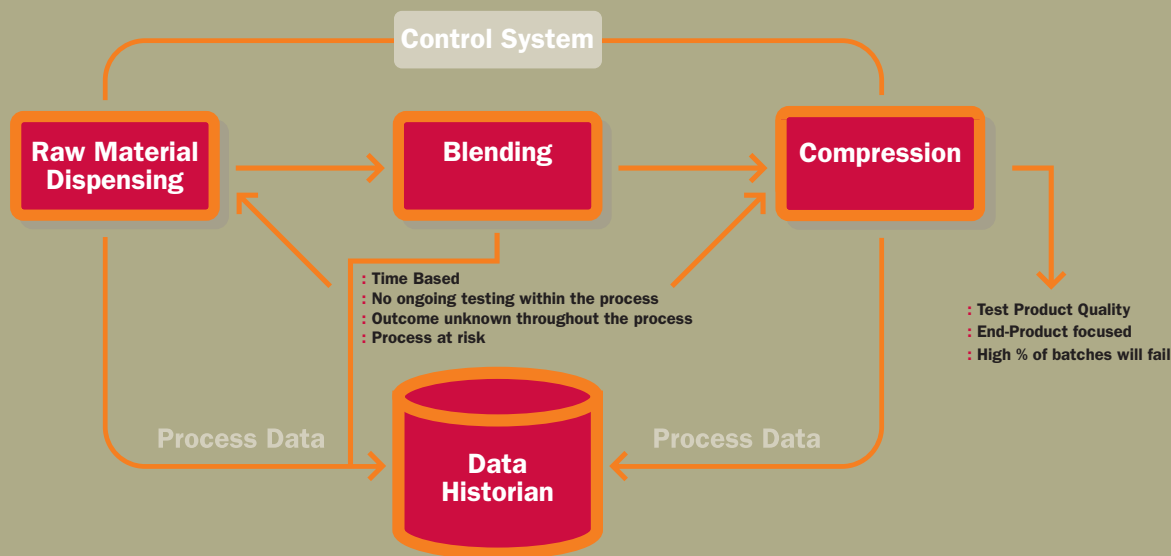 Control System
Raw Material
Dispensing
Blending
Compression
: Time Based
: No ongoing testing within the process
: Outcome unknown throughout the process
: Process at risk
: Test Product Quality
: End-Product focused
: High % of batches will fail
Process Data
Process Data
Data
Historian